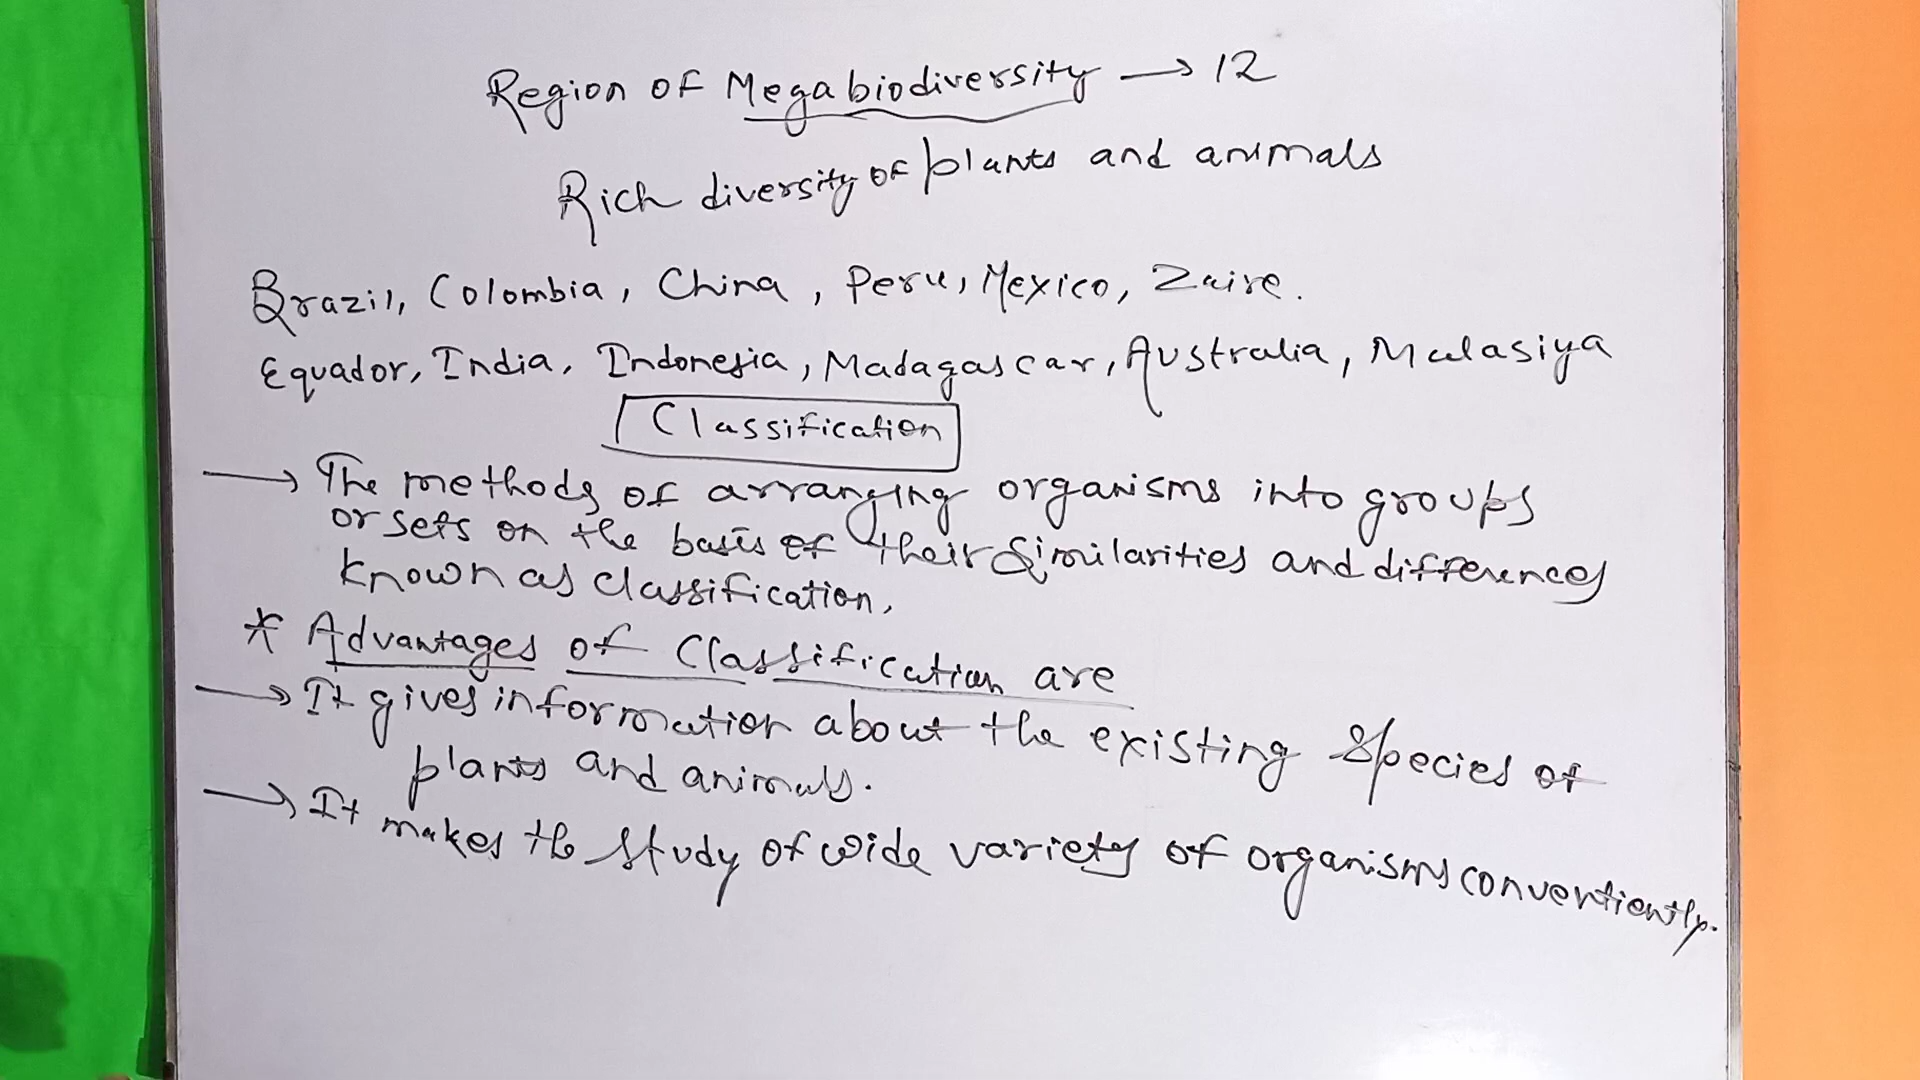 Region of Megabiodiversity → 12
Rich diversity of plants and animals
Brazil, Colombia, China, Peru, Mexico, Zaire.
Equador, India, Indonesia, Madagascar, Australia, Malasiya
Classification
→ The methods of arranging organisms into groups
or sets on the basis of their similarities and differences
known as classification.
* Advantages of Classification are
→ It gives information about the existing species of
plants and animals.
→ It makes the study of wide variety of organisms conventiently.